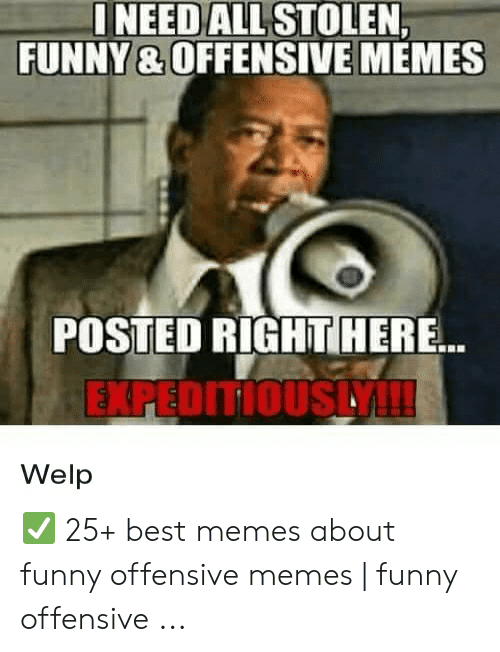 I NEED ALL STOLEN,
FUNNY & OFFENSIVE MEMES
POSTED RIGHT HERE...
EXPEDITIOUSLY!!!
Welp
✅ 25+ best memes about
funny offensive memes | funny
offensive ...